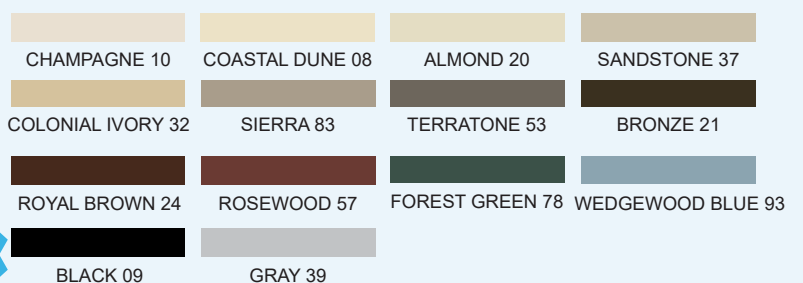 CHAMPAGNE 10 COASTAL DUNE 08 ALMOND 20 SANDSTONE 37
COLONIAL IVORY 32 SIERRA 83 TERRATONE 53 BRONZE 21
ROYAL BROWN 24 ROSEWOOD 57 FOREST GREEN 78 WEDGEWOOD BLUE 93
BLACK 09 GRAY 39